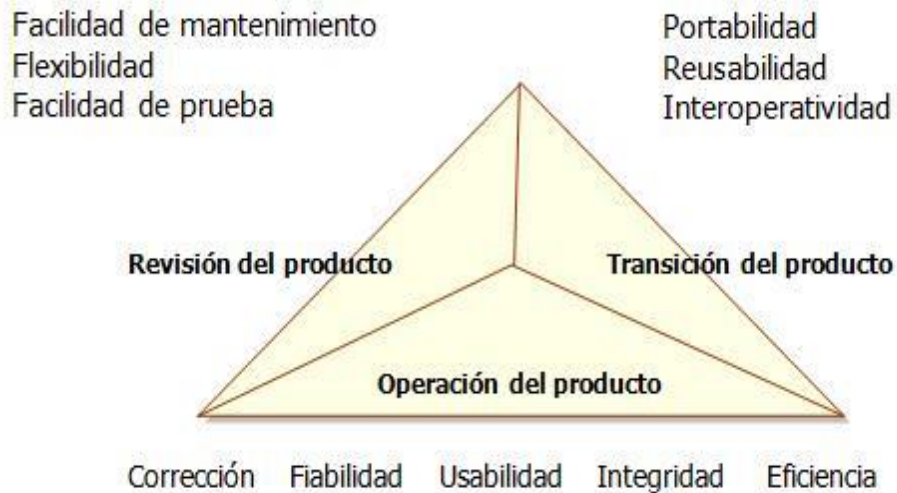 Facilidad de mantenimiento
Flexibilidad
Facilidad de prueba
Portabilidad
Reusabilidad
Interoperatividad
Revisión del producto
Transición del producto
Operación del producto
Corrección Fiabilidad Usabilidad Integridad Eficiencia